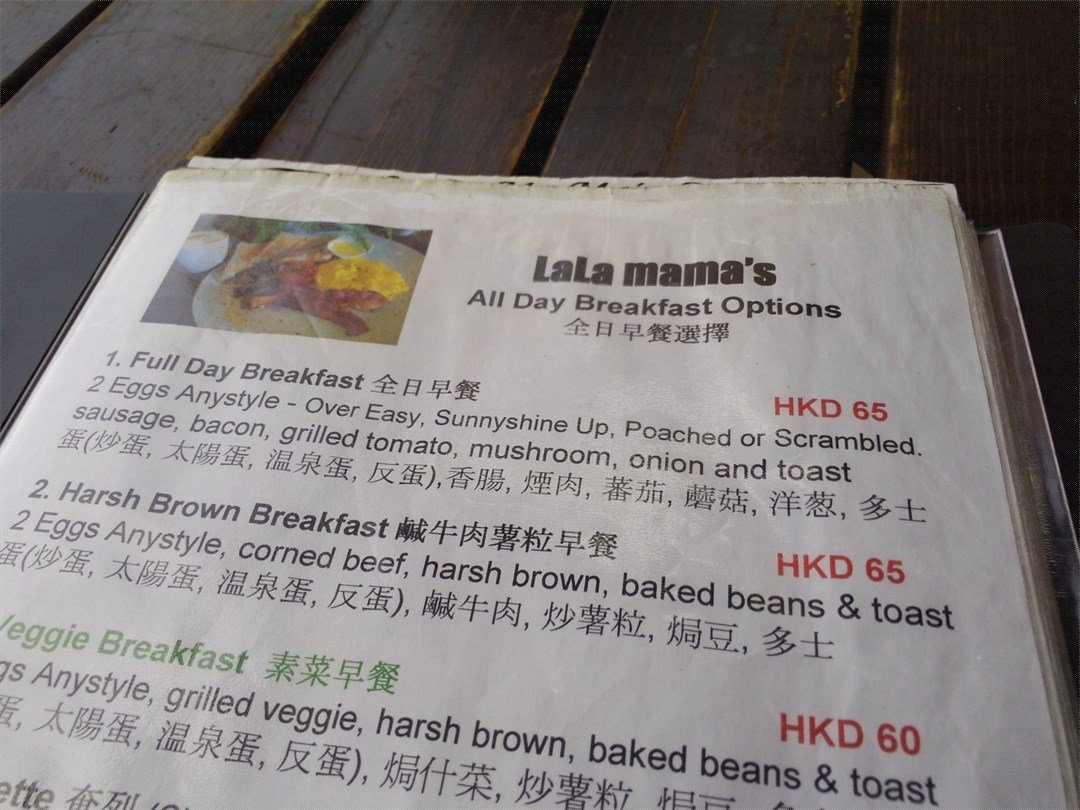 LaLa mama's
All Day Breakfast Options
全日早餐選擇
1. Full Day Breakfast 全日早餐
HKD 65
2 Eggs Anystyle - Over Easy, Sunnyshine Up, Poached or Scrambled.
sausage, bacon, grilled tomato, mushroom, onion and toast
蛋(炒蛋, 太陽蛋, 温泉蛋, 反蛋),香腸, 煙肉, 蕃茄, 蘑菇, 洋葱, 多士
2. Harsh Brown Breakfast 鹹牛肉薯粒早餐
HKD 65
2 Eggs Anystyle, corned beef, harsh brown, baked beans & toast
蛋(炒蛋, 太陽蛋, 温泉蛋, 反蛋), 鹹牛肉, 炒薯粒, 焗豆, 多士
Veggie Breakfast 素菜早餐
HKD 60
gs Anystyle, grilled veggie, harsh brown, baked beans & toast
蛋, 太陽蛋, 温泉蛋, 反蛋), 焗什菜, 炒薯粒, 焗豆,
ette 奄列